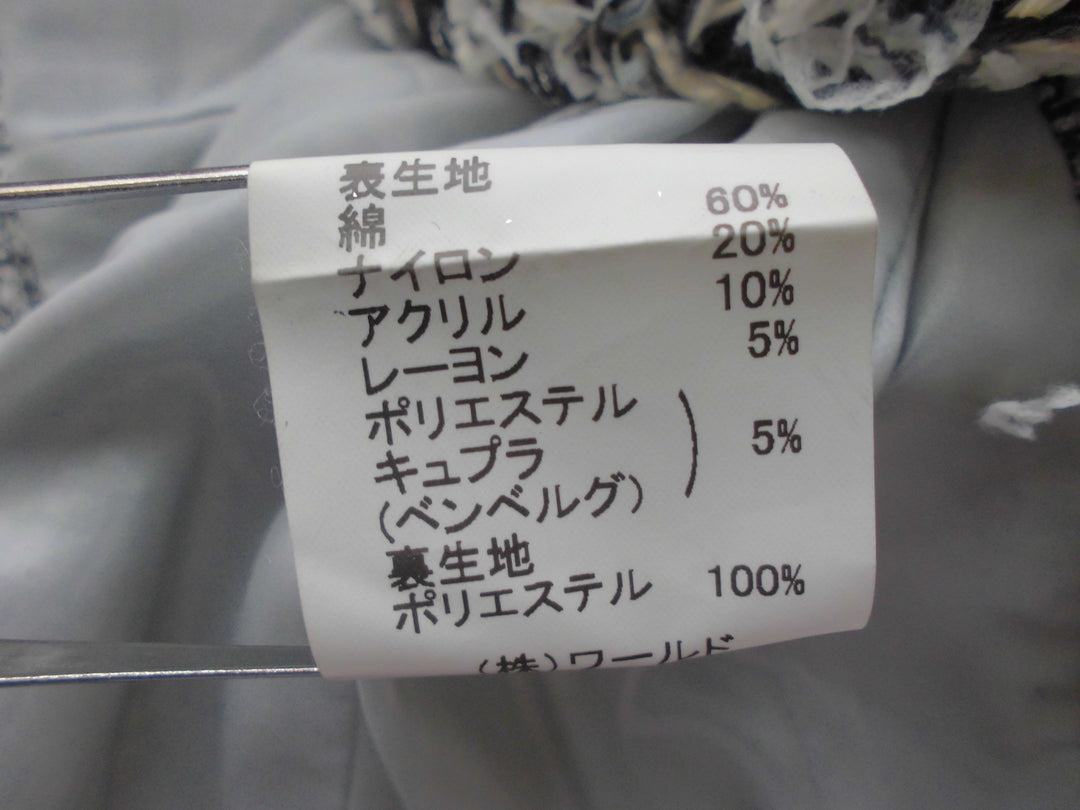 表生地
綿 60%
ナイロン 20%
アクリル 10%
レーヨン 5%
ポリエステル
キュプラ 5%
(ベンベルグ)
裏生地
ポリエステル 100%
(株)ワールド